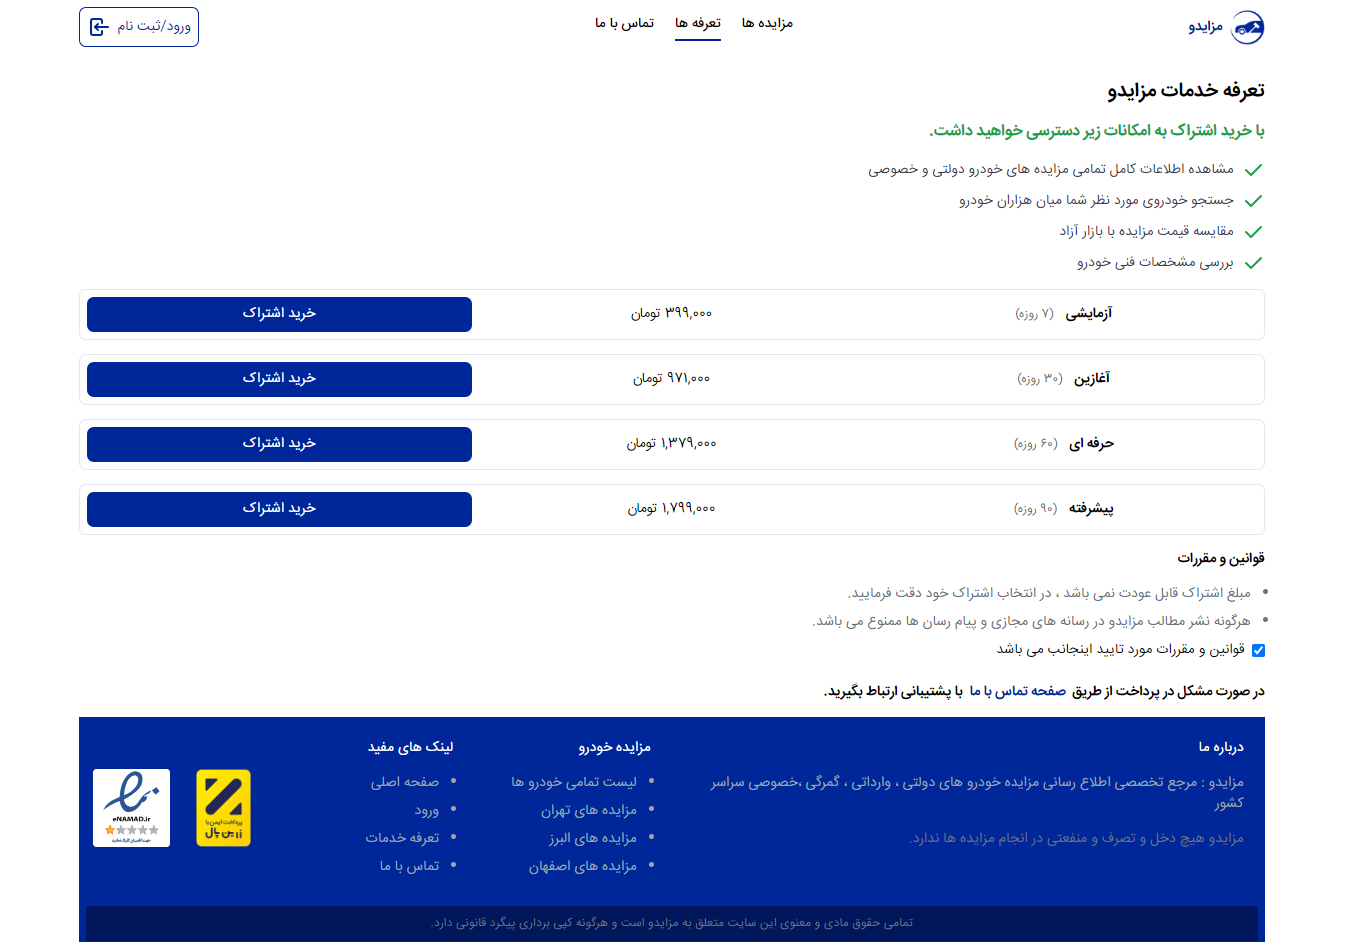 مزایدو
مزایده ها
تعرفه ها
تماس با ما
ورود/ثبت نام
تعرفه خدمات مزایدو
با خرید اشتراک به امکانات زیر دسترسی خواهید داشت.
مشاهده اطلاعات کامل تمامی مزایده های خودرو دولتی و خصوصی
جستجو خودروی مورد نظر شما میان هزاران خودرو
مقایسه قیمت مزایده با بازار آزاد
بررسی مشخصات فنی خودرو
آزمایشی (۷ روزه) ۳۹۹,۰۰۰ تومان خرید اشتراک
آغازین (۳۰ روزه) ۹۷۱,۰۰۰ تومان خرید اشتراک
حرفه ای (۶۰ روزه) ۱,۳۷۹,۰۰۰ تومان خرید اشتراک
پیشرفته (۹۰ روزه) ۱,۷۹۹,۰۰۰ تومان خرید اشتراک
قوانین و مقررات
مبلغ اشتراک قابل عودت نمی باشد ، در انتخاب اشتراک خود دقت فرمایید.
هرگونه نشر مطالب مزایدو در رسانه های مجازی و پیام رسان ها ممنوع می باشد.
قوانین و مقررات مورد تایید اینجانب می باشد
در صورت مشکل در پرداخت از طریق صفحه تماس با ما با پشتیبانی ارتباط بگیرید.
درباره ما
مزایدو : مرجع تخصصی اطلاع رسانی مزایده خودرو های دولتی ، وارداتی ، گمرگی ،خصوصی سراسر
کشور
مزایدو هیچ دخل و تصرف و منفعتی در انجام مزایده ها ندارد.
مزایده خودرو
لیست تمامی خودرو ها
مزایده های تهران
مزایده های البرز
مزایده های اصفهان
لینک های مفید
صفحه اصلی
ورود
تعرفه خدمات
تماس با ما
پرداخت ایمن با
زرین پال
eNAMAD.ir
جهت اطمینان کلیک نمایید
تمامی حقوق مادی و معنوی این سایت متعلق به مزایدو است و هرگونه کپی برداری پیگرد قانونی دارد.